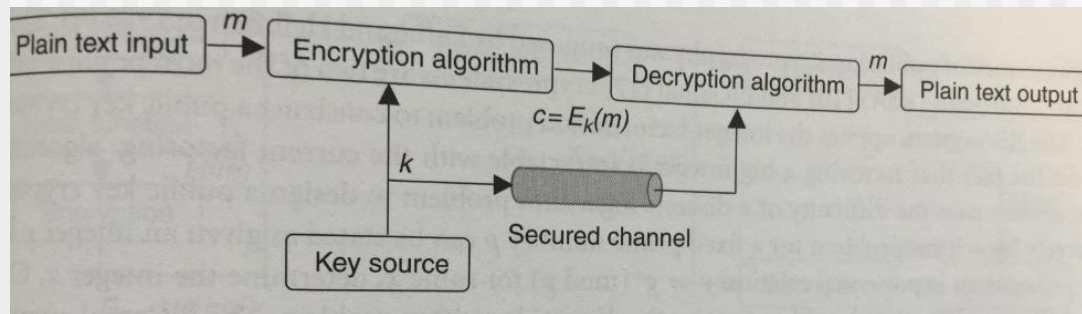 Plain text input
m
Encryption algorithm
Decryption algorithm
m
Plain text output
c= E_k(m)
k
Secured channel
Key source